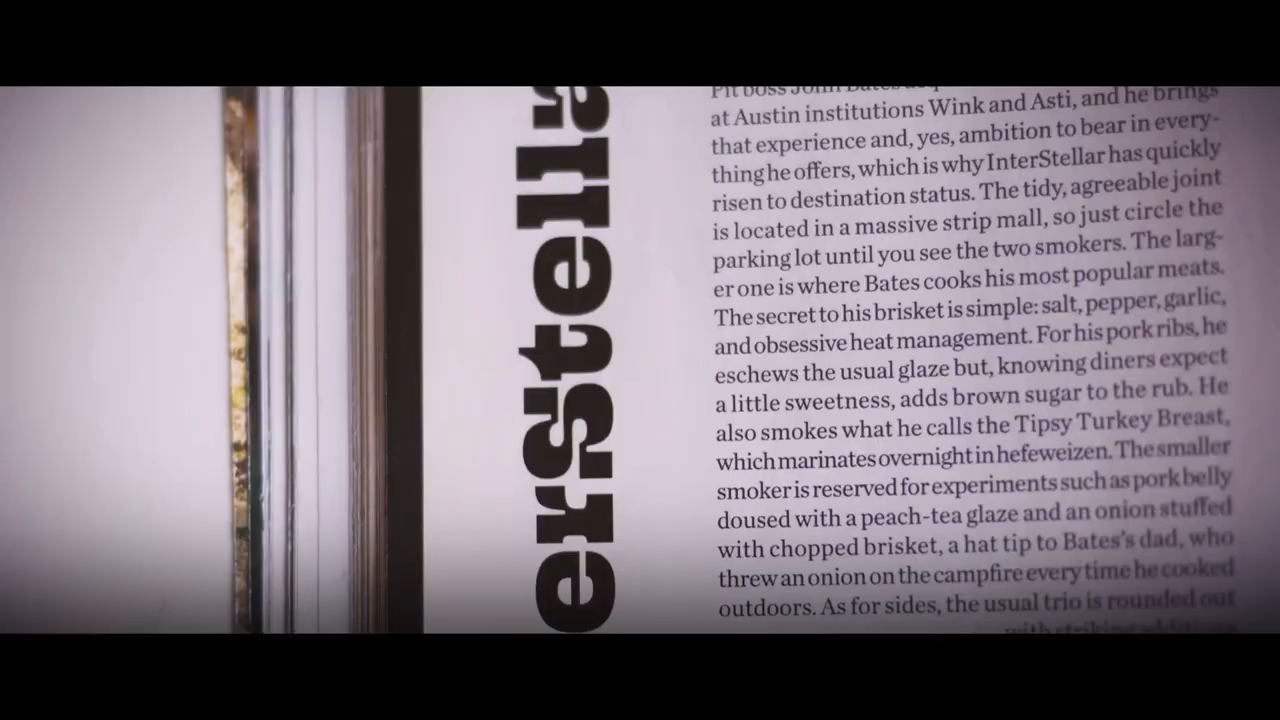 erStella
Pit boss John Bates
at Austin institutions Wink and Asti, and he brings
that experience and, yes, ambition to bear in every-
thing he offers, which is why InterStellar has quickly
risen to destination status. The tidy, agreeable joint
is located in a massive strip mall, so just circle the
parking lot until you see the two smokers. The larg-
er one is where Bates cooks his most popular meats.
The secret to his brisket is simple: salt, pepper, garlic,
and obsessive heat management. For his pork ribs, he
eschews the usual glaze but, knowing diners expect
a little sweetness, adds brown sugar to the rub. He
also smokes what he calls the Tipsy Turkey Breast,
which marinates overnight in hefeweizen. The smaller
smoker is reserved for experiments such as pork belly
doused with a peach-tea glaze and an onion stuffed
with chopped brisket, a hat tip to Bates's dad, who
threw an onion on the campfire every time he cooked
outdoors. As for sides, the usual trio is rounded out
with striking additions